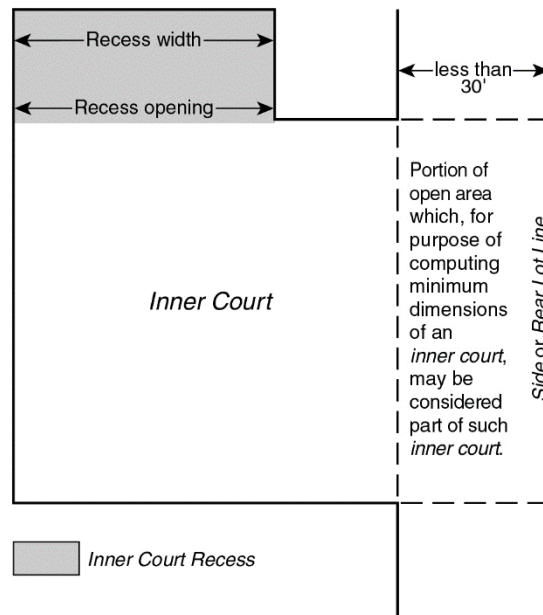 Recess width
less than
30'
Recess opening
Portion of
open area
which, for
purpose of
computing
minimum
dimensions
of an
inner court,
may be
considered
part of such
inner court.
Inner Court
Side or Rear Lot Line
Inner Court Recess